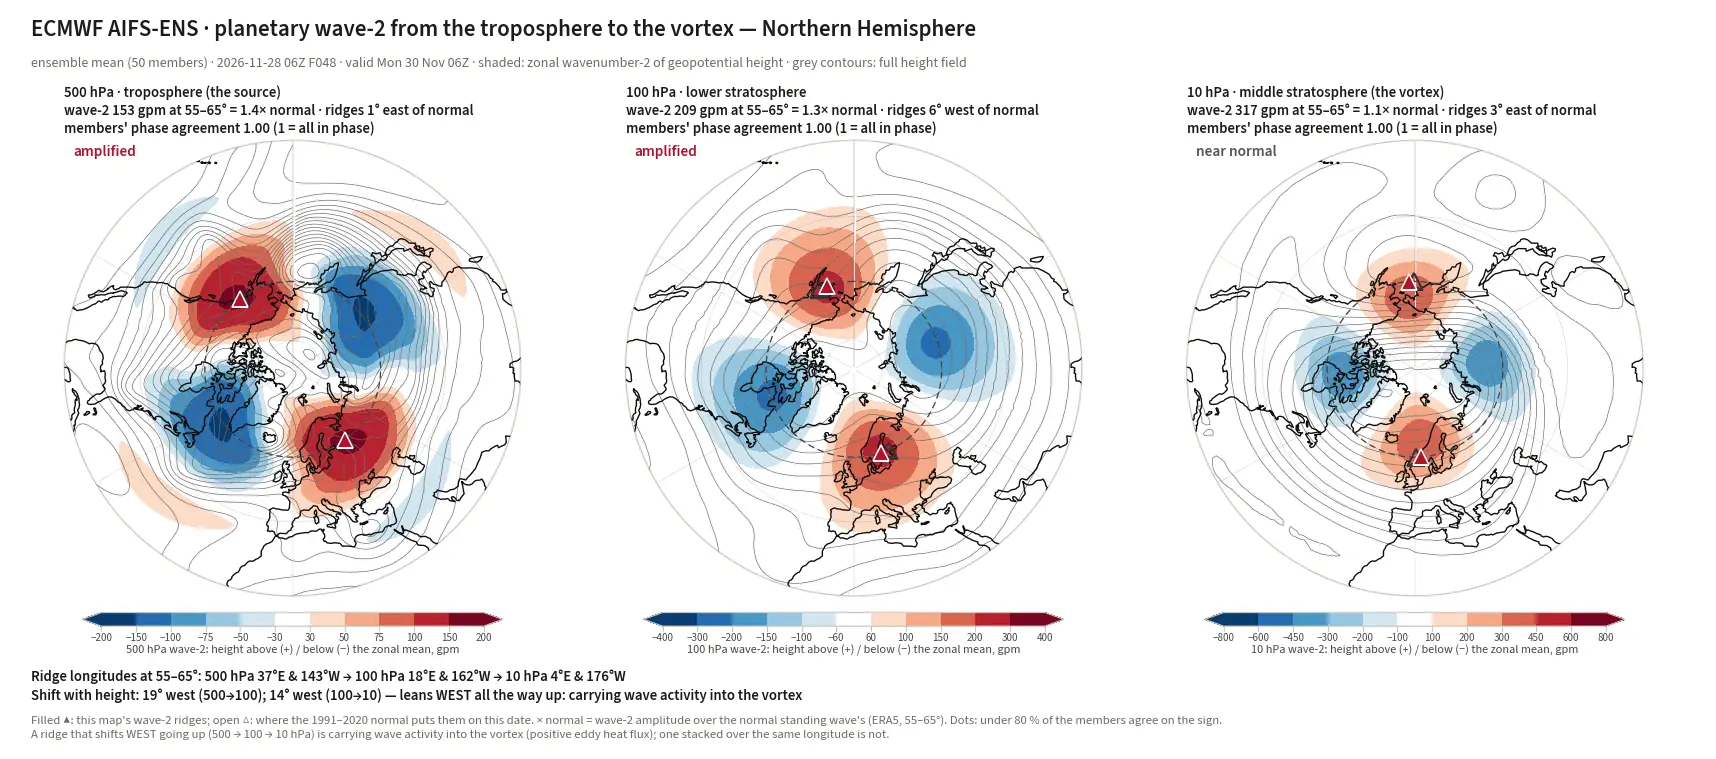 ECMWF AIFS-ENS · planetary wave-2 from the troposphere to the vortex — Northern Hemisphere
ensemble mean (50 members) · 2026-11-28 06Z F048 · valid Mon 30 Nov 06Z · shaded: zonal wavenumber-2 of geopotential height · grey contours: full height field
500 hPa · troposphere (the source)
wave-2 153 gpm at 55–65° = 1.4× normal · ridges 1° east of normal
members' phase agreement 1.00 (1 = all in phase)
amplified
100 hPa · lower stratosphere
wave-2 209 gpm at 55–65° = 1.3× normal · ridges 6° west of normal
members' phase agreement 1.00 (1 = all in phase)
amplified
10 hPa · middle stratosphere (the vortex)
wave-2 317 gpm at 55–65° = 1.1× normal · ridges 3° east of normal
members' phase agreement 1.00 (1 = all in phase)
near normal
−200 −150 −100 −75 −50 −30 30 50 75 100 150 200
500 hPa wave-2: height above (+) / below (−) the zonal mean, gpm
−400 −300 −200 −150 −100 −60 60 100 150 200 300 400
100 hPa wave-2: height above (+) / below (−) the zonal mean, gpm
−800 −600 −450 −300 −200 −100 100 200 300 450 600 800
10 hPa wave-2: height above (+) / below (−) the zonal mean, gpm
Ridge longitudes at 55–65°: 500 hPa 37°E & 143°W → 100 hPa 18°E & 162°W → 10 hPa 4°E & 176°W
Shift with height: 19° west (500→100); 14° west (100→10) — leans WEST all the way up: carrying wave activity into the vortex
Filled ▲: this map's wave-2 ridges; open △: where the 1991–2020 normal puts them on this date. × normal = wave-2 amplitude over the normal standing wave's (ERA5, 55–65°). Dots: under 80 % of the members agree on the sign.
A ridge that shifts WEST going up (500 → 100 → 10 hPa) is carrying wave activity into the vortex (positive eddy heat flux); one stacked over the same longitude is not.